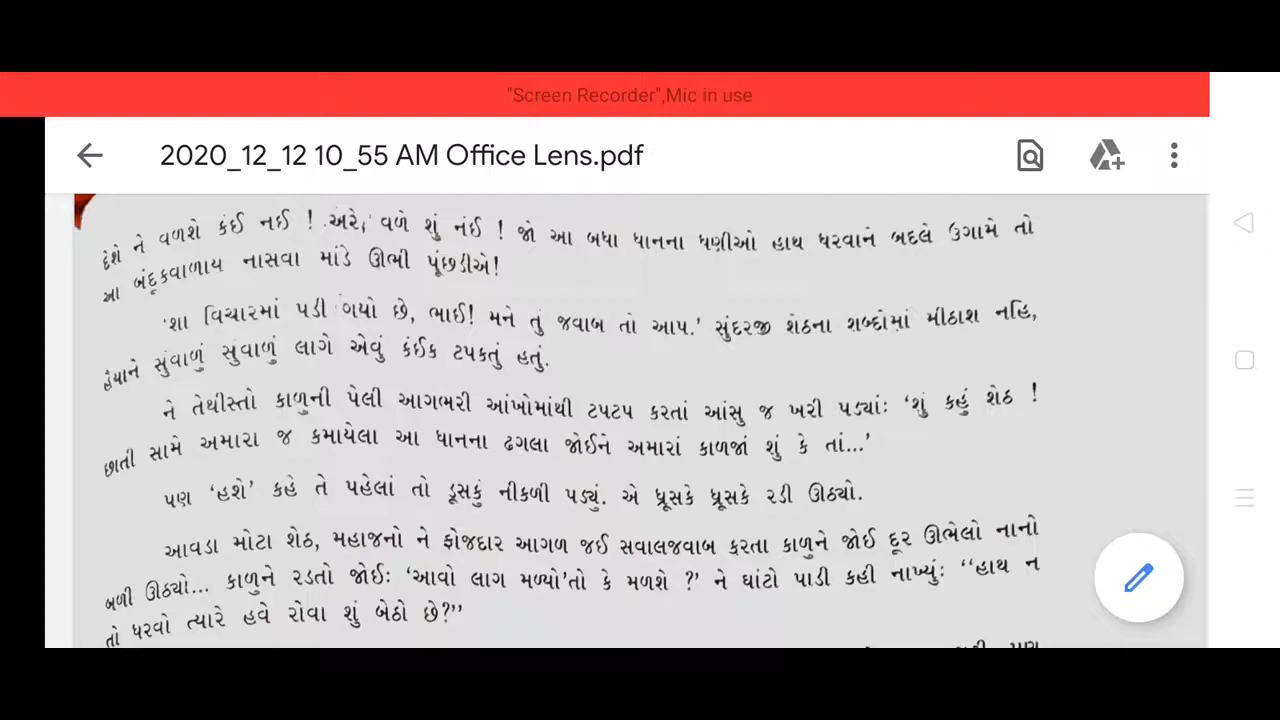 "Screen Recorder",Mic in use
2020_12_12 10_55 AM Office Lens.pdf
દેશે ને વળશે કંઈ નઈ ! અરે, વળે શું નંઈ ! જો આ બધા ધાનના ધણીઓ હાથ ધરવાને બદલે ઉગામે તો
આ બંદૂકવાળાય નાસવા માંડે ઊભી પૂંછડીએ!
'શા વિચારમાં પડી ગયો છે, ભાઈ! મને તું જવાબ તો આપ.' સુંદરજી શેઠના શબ્દોમાં મીઠાશ નહિ,
હૈયાને સુંવાળું સુંવાળું લાગે એવું કંઈક ટપકતું હતું.
ને તેથીસ્તો કાળુની પેલી આગભરી આંખોમાંથી ટપટપ કરતાં આંસુ જ ખરી પડ્યાંઃ 'શું કહું શેઠ !
છાતી સામે અમારા જ કમાયેલા આ ધાનના ઢગલા જોઈને અમારાં કાળજાં શું કે તાં...'
પણ 'હશે' કહે તે પહેલાં તો ડૂસકું નીકળી પડ્યું. એ ધ્રૂસકે ધ્રૂસકે રડી ઊઠ્યો.
આવડા મોટા શેઠ, મહાજનો ને ફોજદાર આગળ જઈ સવાલજવાબ કરતા કાળુને જોઈ દૂર ઊભેલો નાનો
બળી ઊઠ્યો... કાળુને રડતો જોઈઃ 'આવો લાગ મળ્યો'તો કે મળશે ?' ને ઘાંટો પાડી કહી નાખ્યુંઃ "હાથ ન
તો ધરવો ત્યારે હવે રોવા શું બેઠો છે?"